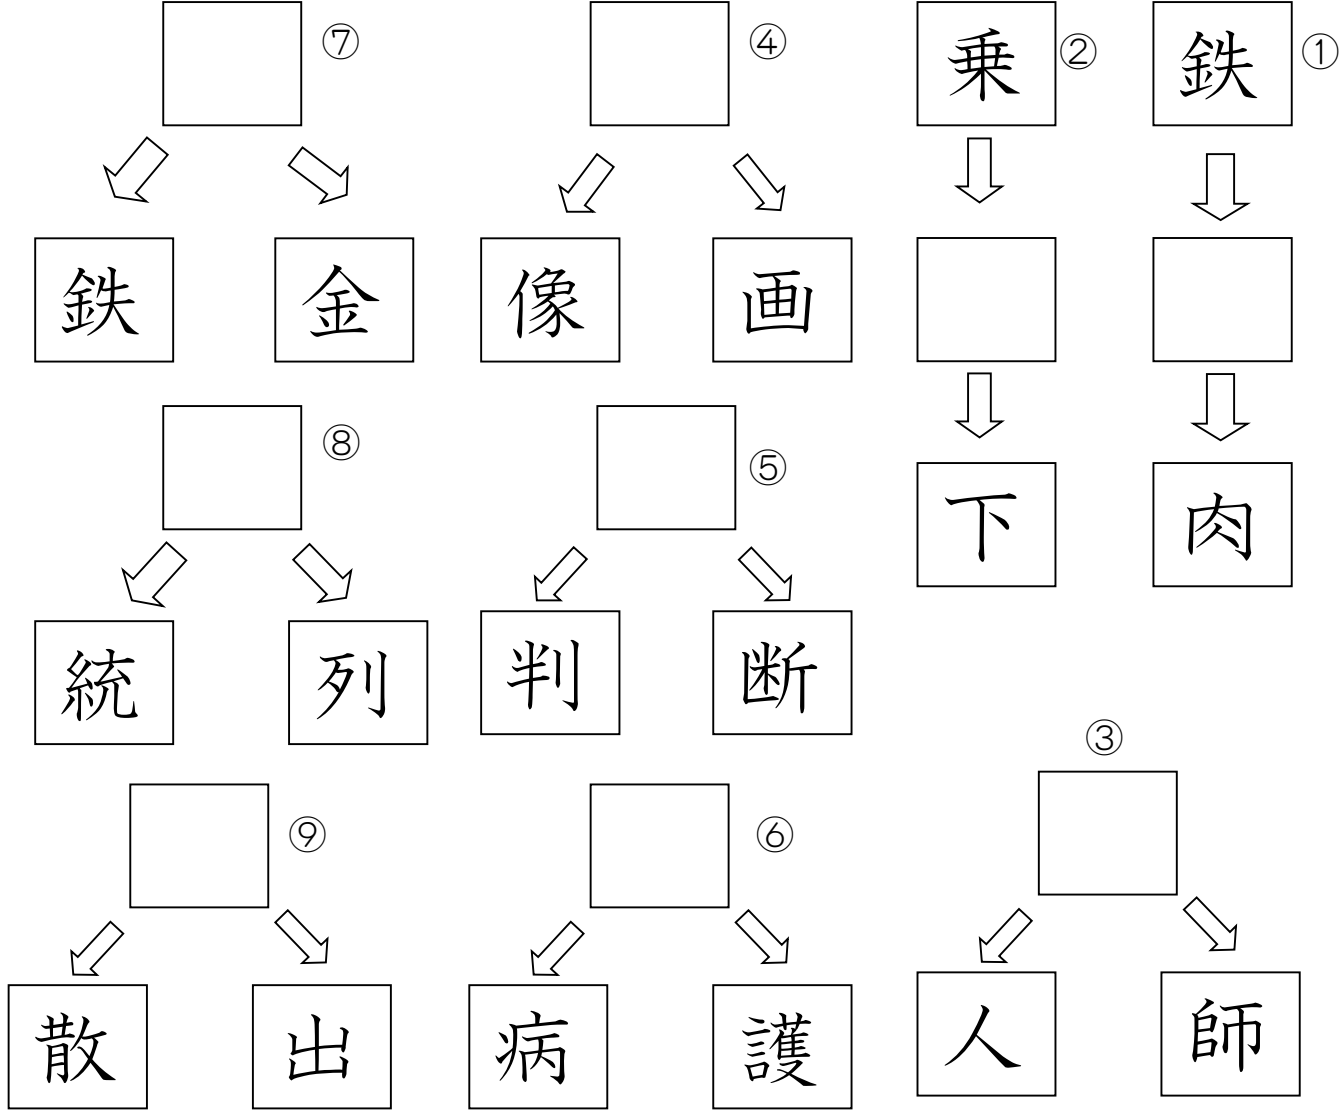 ①
鉄
肉
②
乗
下
③
人
師
④
像
画
⑤
判
断
⑥
病
護
⑦
鉄
金
⑧
統
列
⑨
散
出